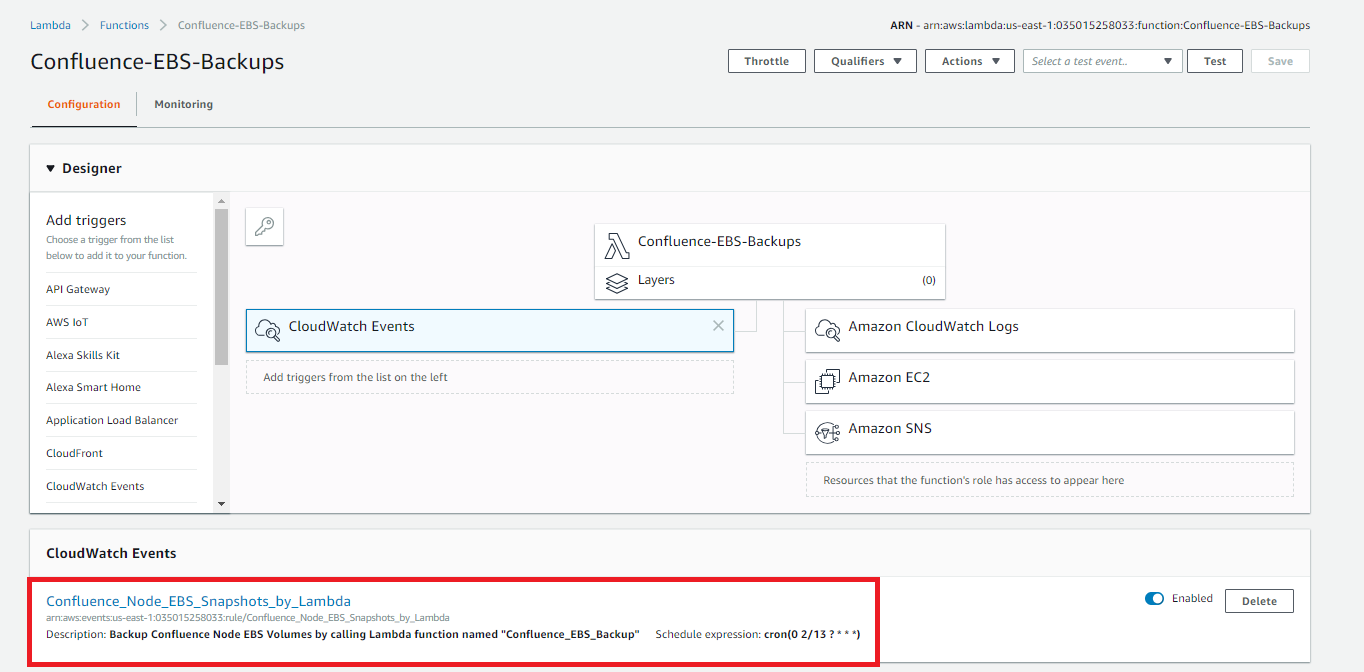 Lambda > Functions > Confluence-EBS-Backups
ARN - arn:aws:lambda:us-east-1:035015258033:function:Confluence-EBS-Backups
Confluence-EBS-Backups
Throttle
Qualifiers
Actions
Select a test event..
Test
Save
Configuration
Monitoring
Designer
Add triggers
Choose a trigger from the list
below to add it to your function.
API Gateway
AWS IoT
Alexa Skills Kit
Alexa Smart Home
Application Load Balancer
CloudFront
CloudWatch Events
Confluence-EBS-Backups
Layers (0)
CloudWatch Events
Add triggers from the list on the left
Amazon CloudWatch Logs
Amazon EC2
Amazon SNS
Resources that the function's role has access to appear here
CloudWatch Events
Confluence_Node_EBS_Snapshots_by_Lambda
arn:aws:events:us-east-1:035015258033:rule/Confluence_Node_EBS_Snapshots_by_Lambda
Description: Backup Confluence Node EBS Volumes by calling Lambda function named "Confluence_EBS_Backup" Schedule expression: cron(0 2/13 ? * * *)
Enabled
Delete